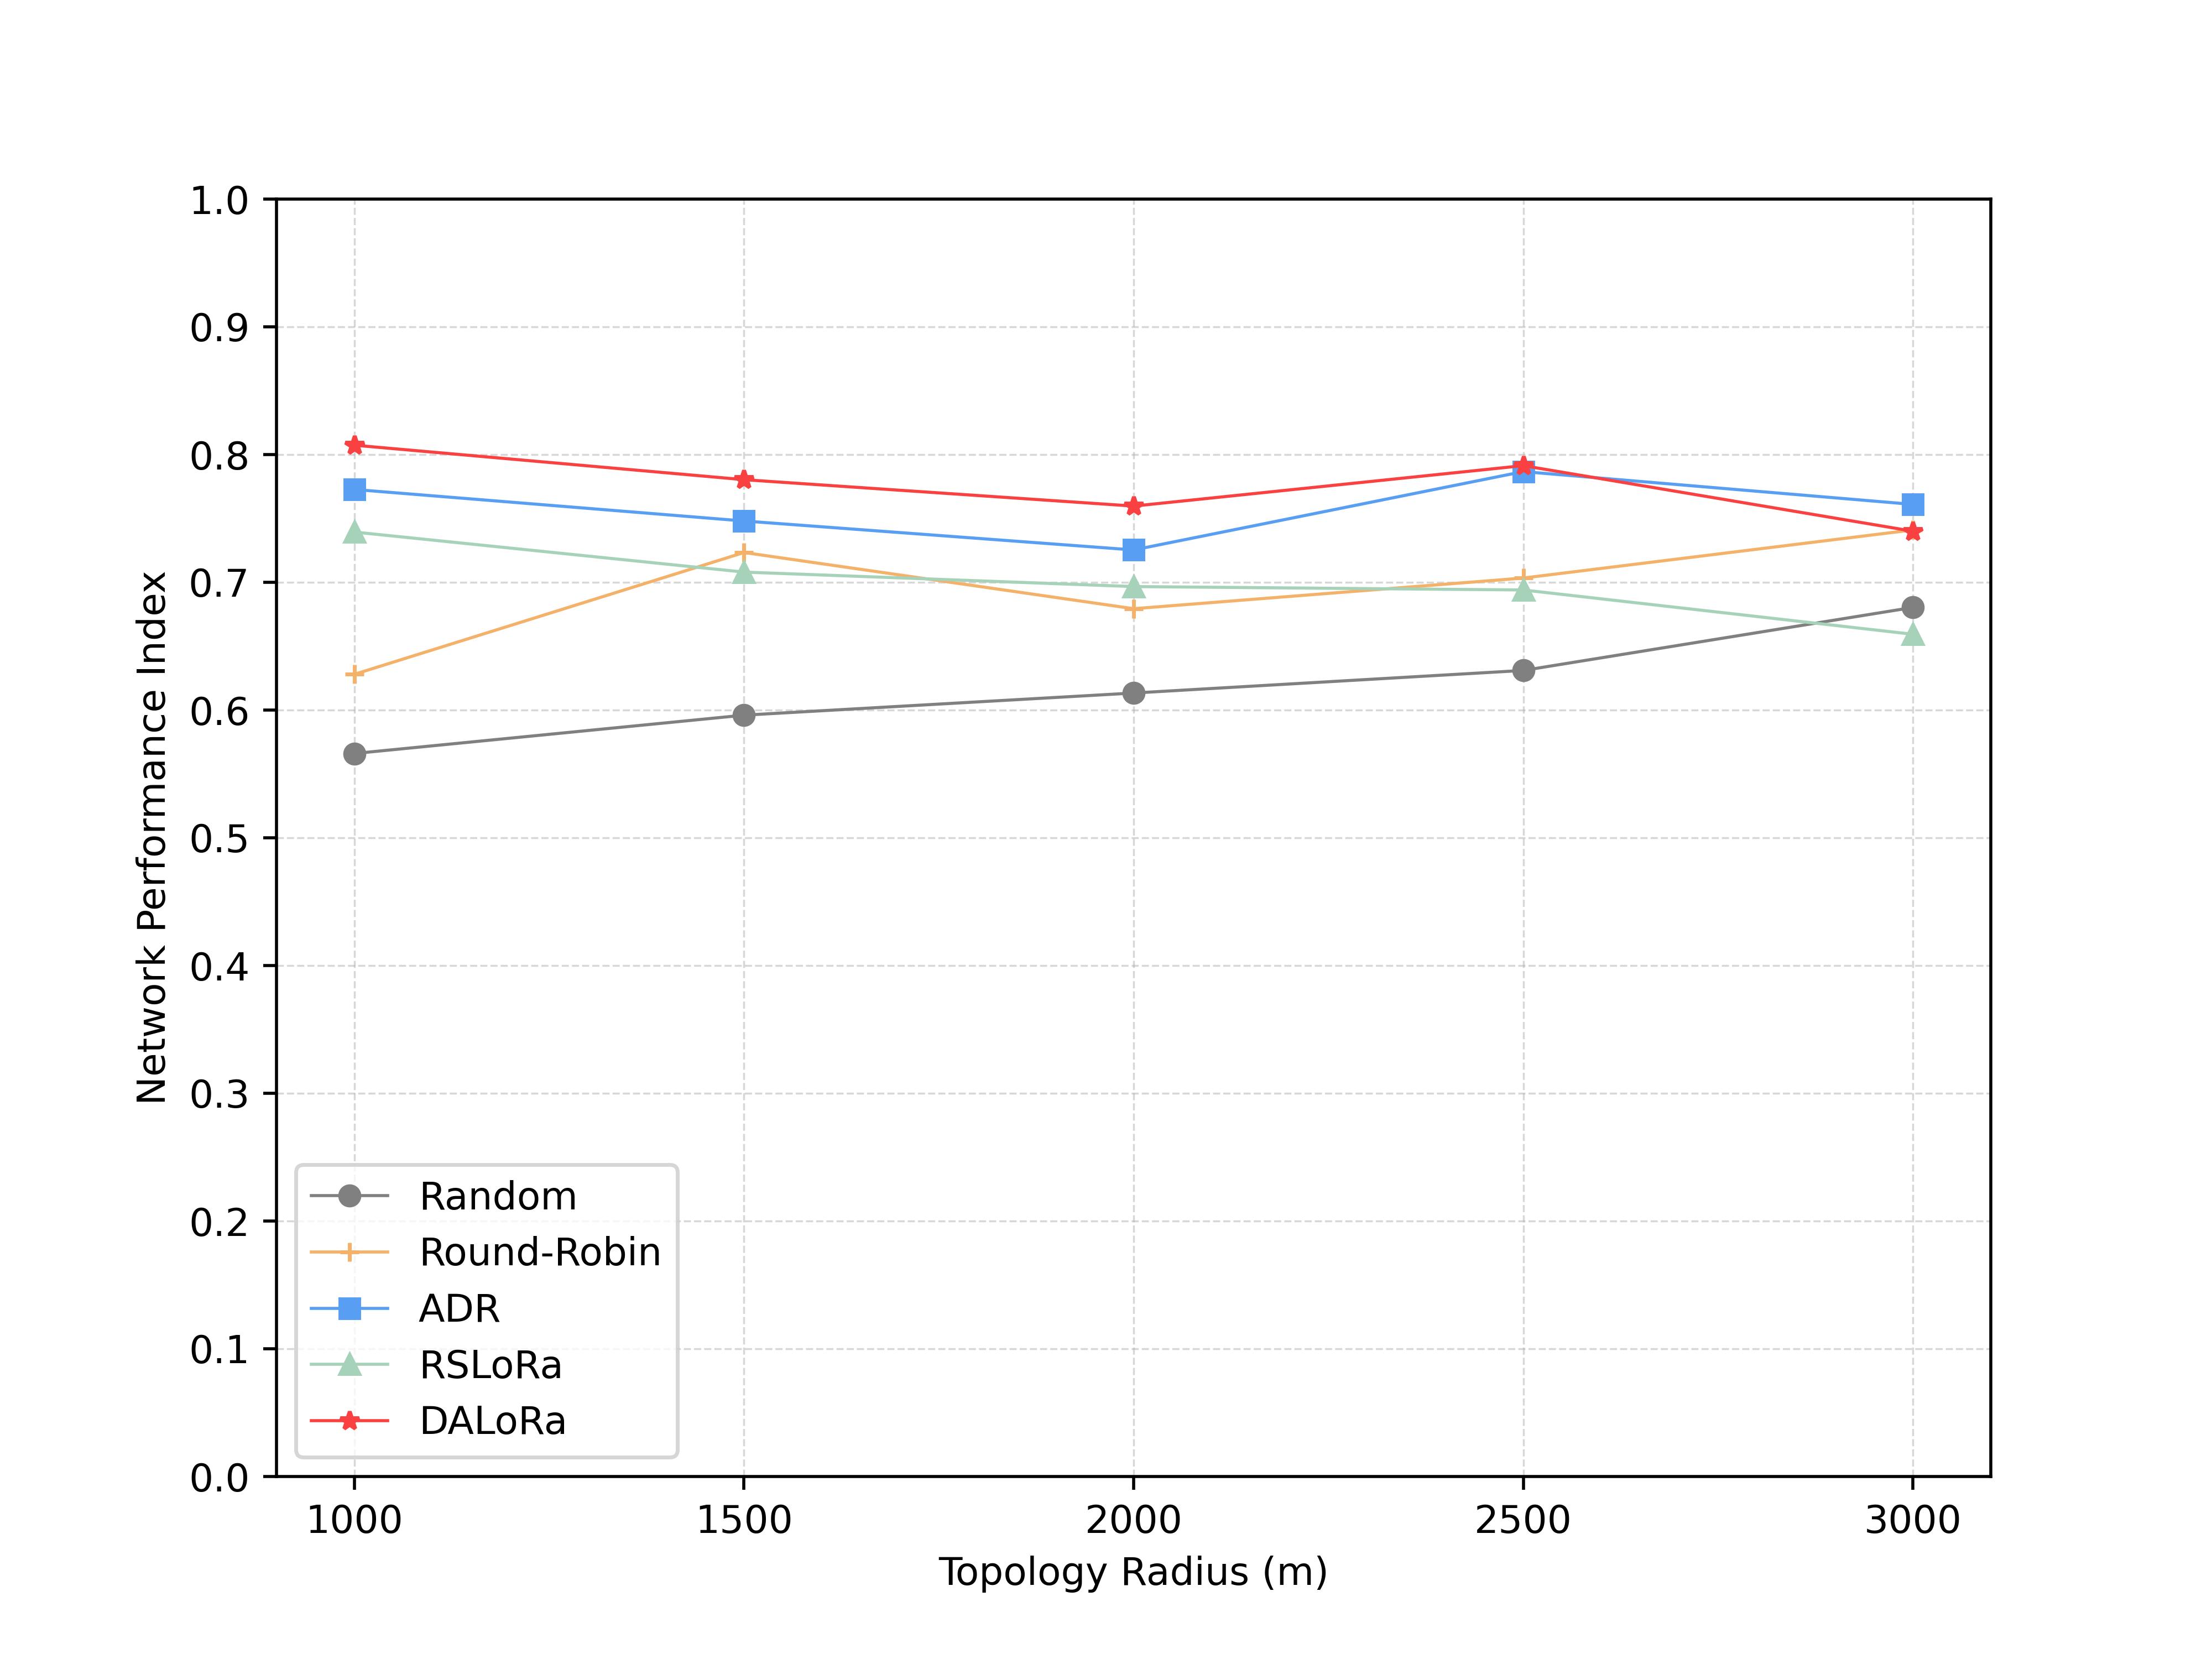 1.0
0.9
0.8
0.7
0.6
0.5
0.4
0.3
0.2
0.1
0.0
Network Performance Index
Random
Round-Robin
ADR
RSLoRa
DALoRa
1000 1500 2000 2500 3000
Topology Radius (m)